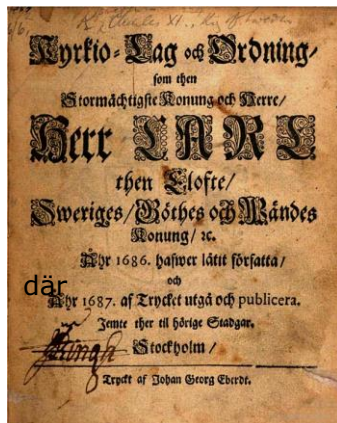 Kyrkio-Lag och Ordning/
som then
Stormächtigste Konung och Herre/
Herr CARL
then Elofte/
Sweriges/Göthes och Wändes
Konung/ ꝛc.
Åhr 1686. hafwer låtit författa/
och
där
Åhr 1687. af Trycket utgå och publicera.
Jemte ther til hörige Stadgar.
Stockholm/
Tryckt af Johan Georg Eberdt.